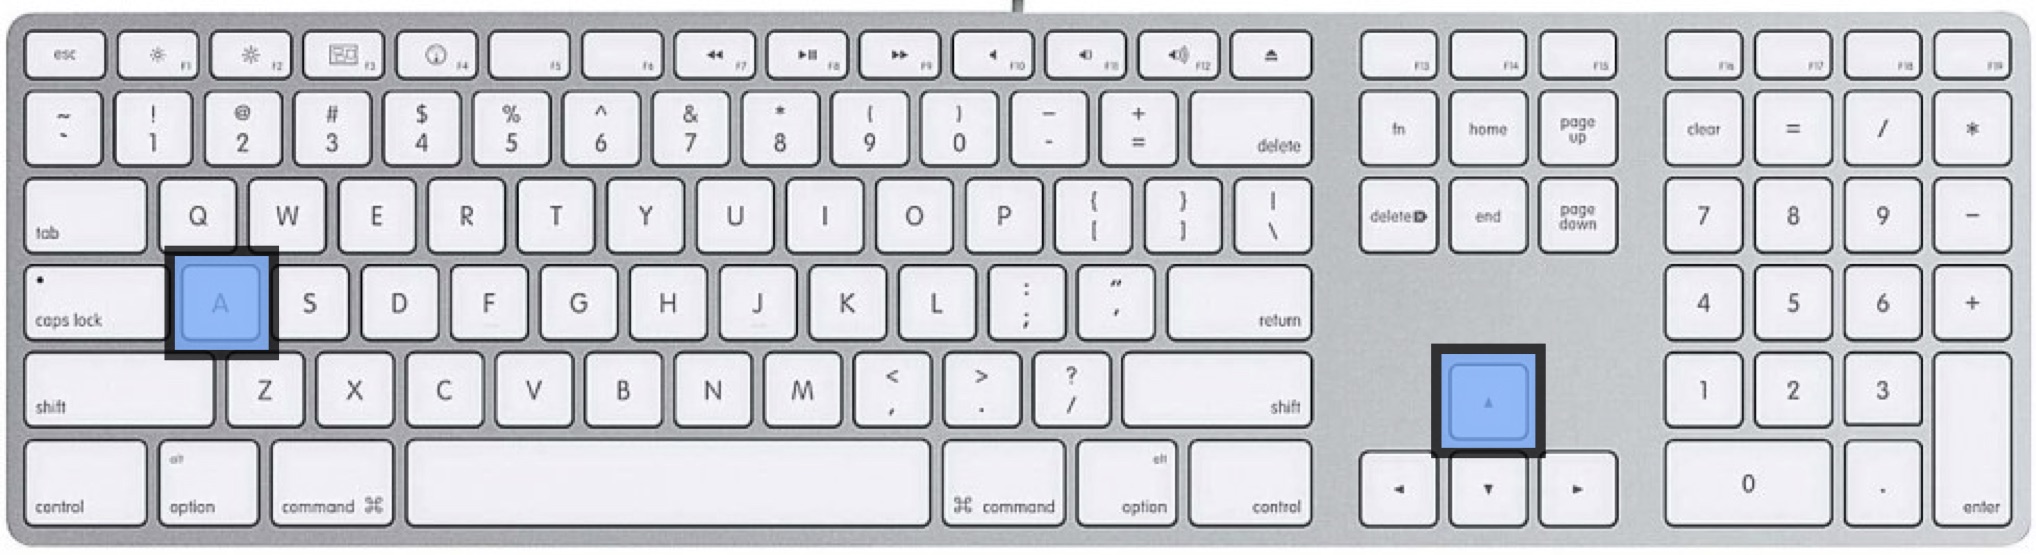 esc F1 F2 F3 F4 F5 F6 F7 F8 F9 F10 F11 F12 F13 F14 F15 F16 F17 F18 F19
~ ! @ # $ % ^ & * ( ) – +
` 1 2 3 4 5 6 7 8 9 0 - = delete fn home page up clear = / *
tab Q W E R T Y U I O P { [ } ] | \ delete end page down 7 8 9 –
caps lock A S D F G H J K L : ; " ' return 4 5 6 +
shift Z X C V B N M < , > . ? / shift 1 2 3
control alt option command ⌘ ⌘ command alt option control 0 . enter